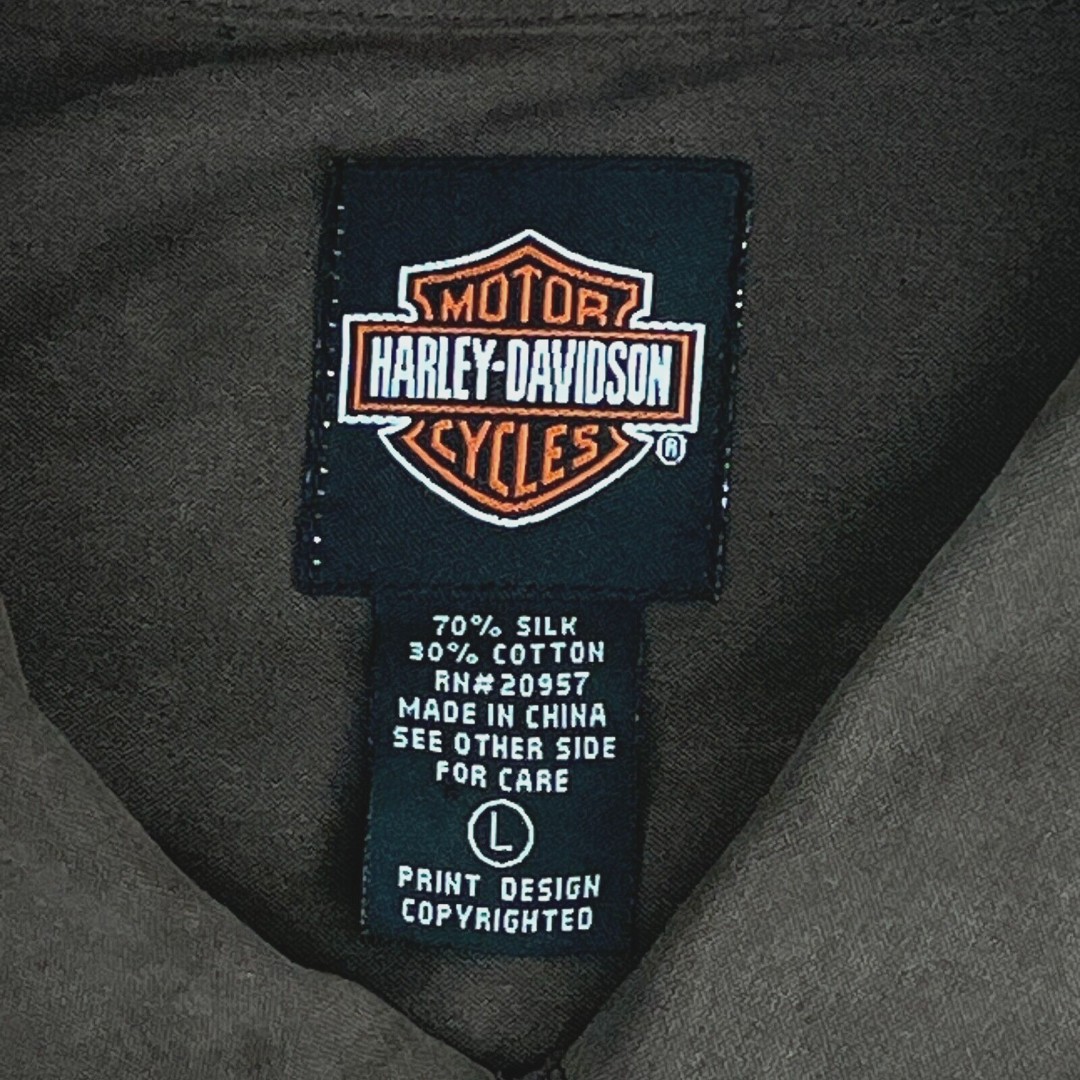 MOTOR
HARLEY-DAVIDSON
CYCLES
®
70% SILK
30% COTTON
RN#20957
MADE IN CHINA
SEE OTHER SIDE
FOR CARE
L
PRINT DESIGN
COPYRIGHTED